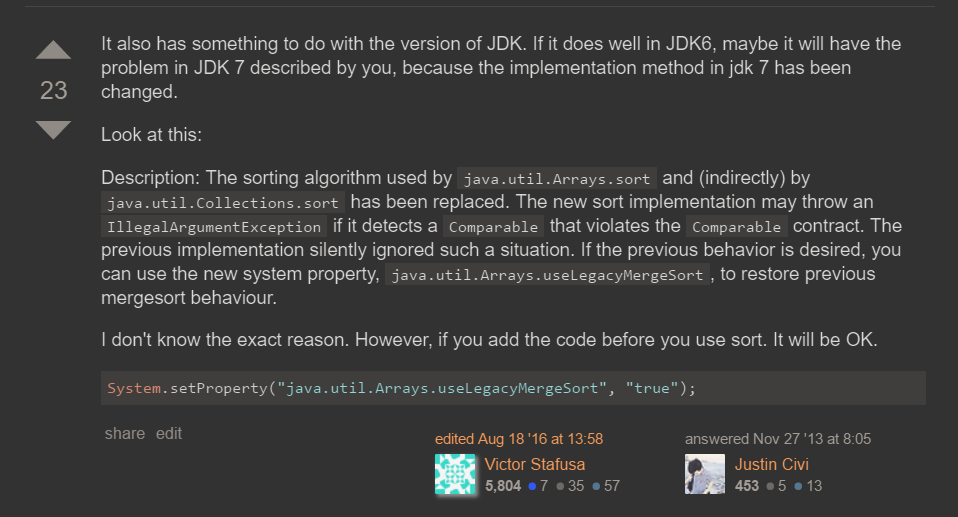 It also has something to do with the version of JDK. If it does well in JDK6, maybe it will have the
problem in JDK 7 described by you, because the implementation method in jdk 7 has been
changed.
23
Look at this:
Description: The sorting algorithm used by java.util.Arrays.sort and (indirectly) by
java.util.Collections.sort has been replaced. The new sort implementation may throw an
IllegalArgumentException if it detects a Comparable that violates the Comparable contract. The
previous implementation silently ignored such a situation. If the previous behavior is desired, you
can use the new system property, java.util.Arrays.useLegacyMergeSort, to restore previous
mergesort behaviour.
I don't know the exact reason. However, if you add the code before you use sort. It will be OK.
System.setProperty("java.util.Arrays.useLegacyMergeSort", "true");
share edit
edited Aug 18 '16 at 13:58
Victor Stafusa
5,804 ●7 ●35 ●57
answered Nov 27 '13 at 8:05
Justin Civi
453 ●5 ●13